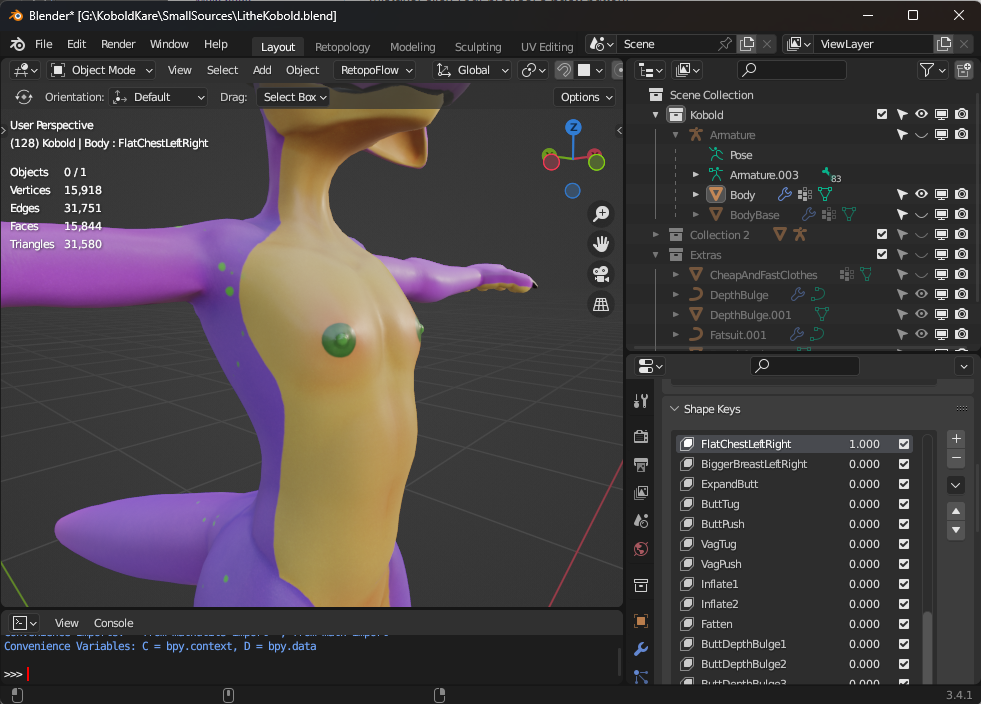 Blender* [G:\KoboldKare\SmallSources\LitheKobold.blend]
File Edit Render Window Help Layout Retopology Modeling Sculpting UV Editing Scene ViewLayer
Object Mode View Select Add Object RetopoFlow Global
Orientation: Default Drag: Select Box Options
User Perspective
(128) Kobold | Body : FlatChestLeftRight
Objects 0 / 1
Vertices 15,918
Edges 31,751
Faces 15,844
Triangles 31,580
Z
Scene Collection
Kobold
Armature
Pose
Armature.003 83
Body
BodyBase
Collection 2
Extras
CheapAndFastClothes
DepthBulge
DepthBulge.001
Fatsuit.001
Shape Keys
FlatChestLeftRight 1.000
BiggerBreastLeftRight 0.000
ExpandButt 0.000
ButtTug 0.000
ButtPush 0.000
VagTug 0.000
VagPush 0.000
Inflate1 0.000
Inflate2 0.000
Fatten 0.000
ButtDepthBulge1 0.000
ButtDepthBulge2 0.000
ButtDepthBulge3 0.000
View Console
Convenience Variables: C = bpy.context, D = bpy.data
>>>
3.4.1